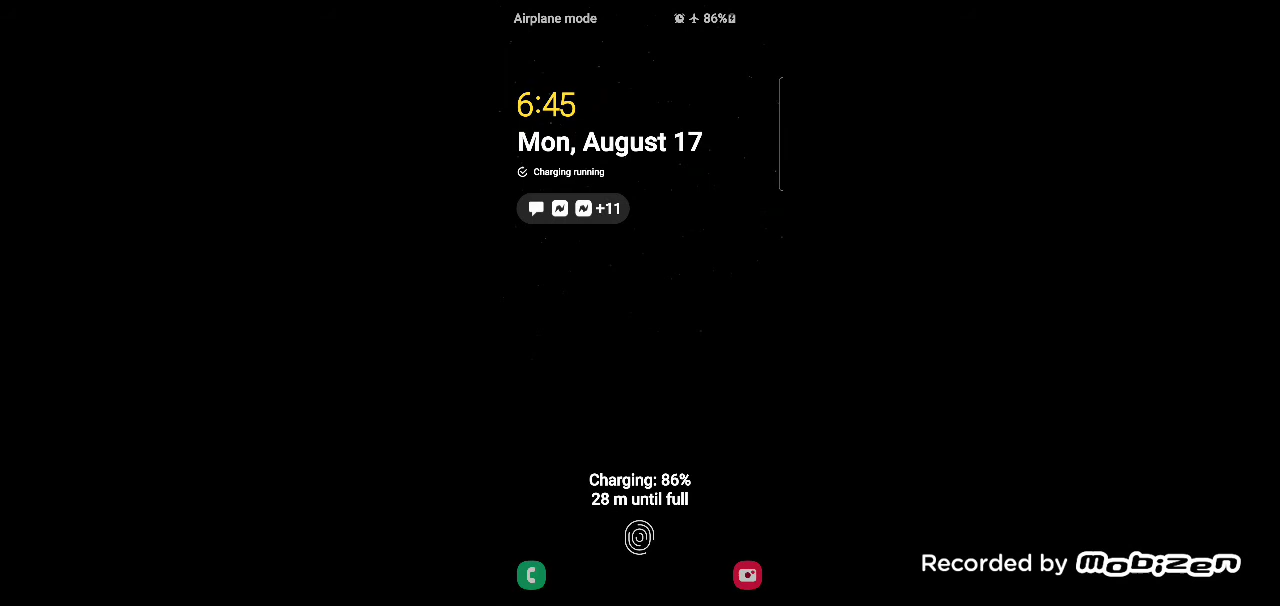 Airplane mode 86%
6:45
Mon, August 17
Charging running
+11
Charging: 86%
28 m until full
Recorded by mobizen